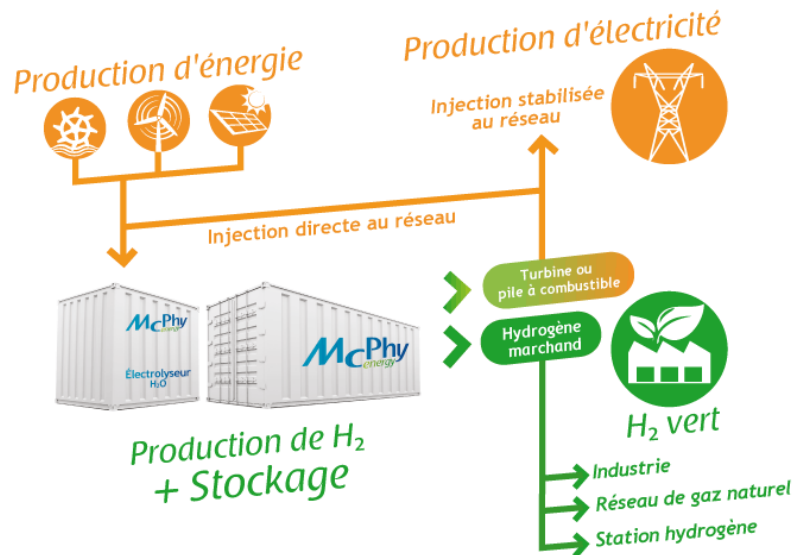 Production d'énergie
Production d'électricité
Injection stabilisée
au réseau
Injection directe au réseau
Turbine ou
pile à combustible
McPhy
energy
Électrolyseur
H₂O
McPhy
energy
Hydrogène
marchand
H₂ vert
Production de H₂
+ Stockage
Industrie
Réseau de gaz naturel
Station hydrogène